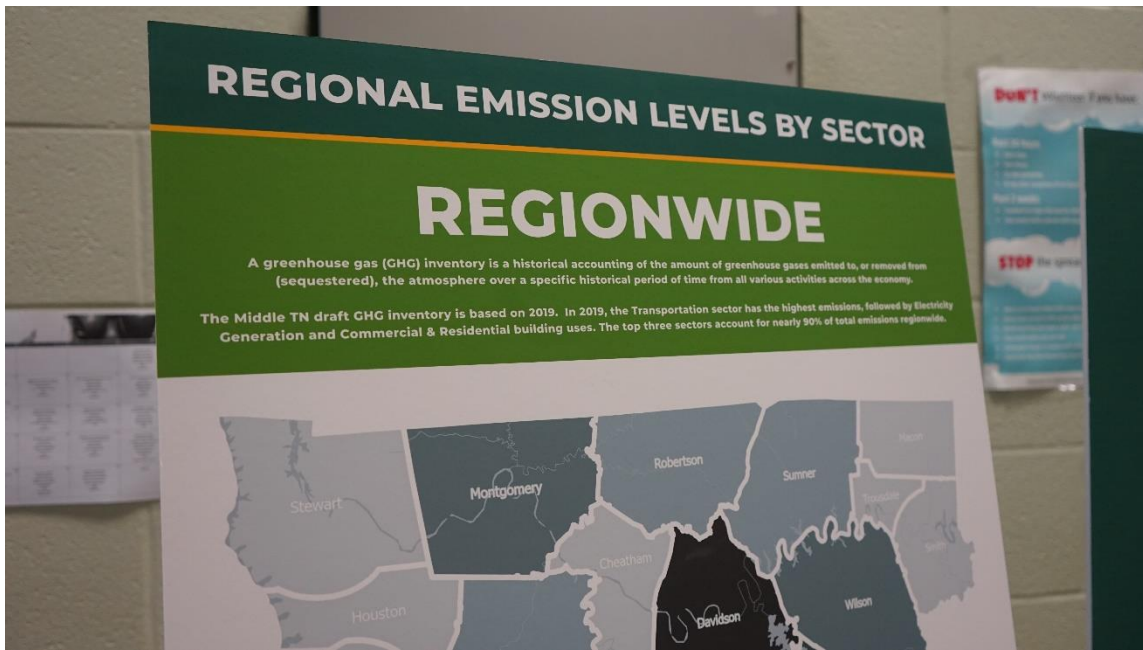 REGIONAL EMISSION LEVELS BY SECTOR
REGIONWIDE
A greenhouse gas (GHG) inventory is a historical accounting of the amount of greenhouse gases emitted to, or removed from
(sequestered), the atmosphere over a specific historical period of time from all various activities across the economy.
The Middle TN draft GHG inventory is based on 2019. In 2019, the Transportation sector has the highest emissions, followed by Electricity
Generation and Commercial & Residential building uses. The top three sectors account for nearly 90% of total emissions regionwide.
Stewart
Montgomery
Robertson
Sumner
Macon
Trousdale
Smith
Cheatham
Houston
Davidson
Wilson
DON'T
STOP the spread